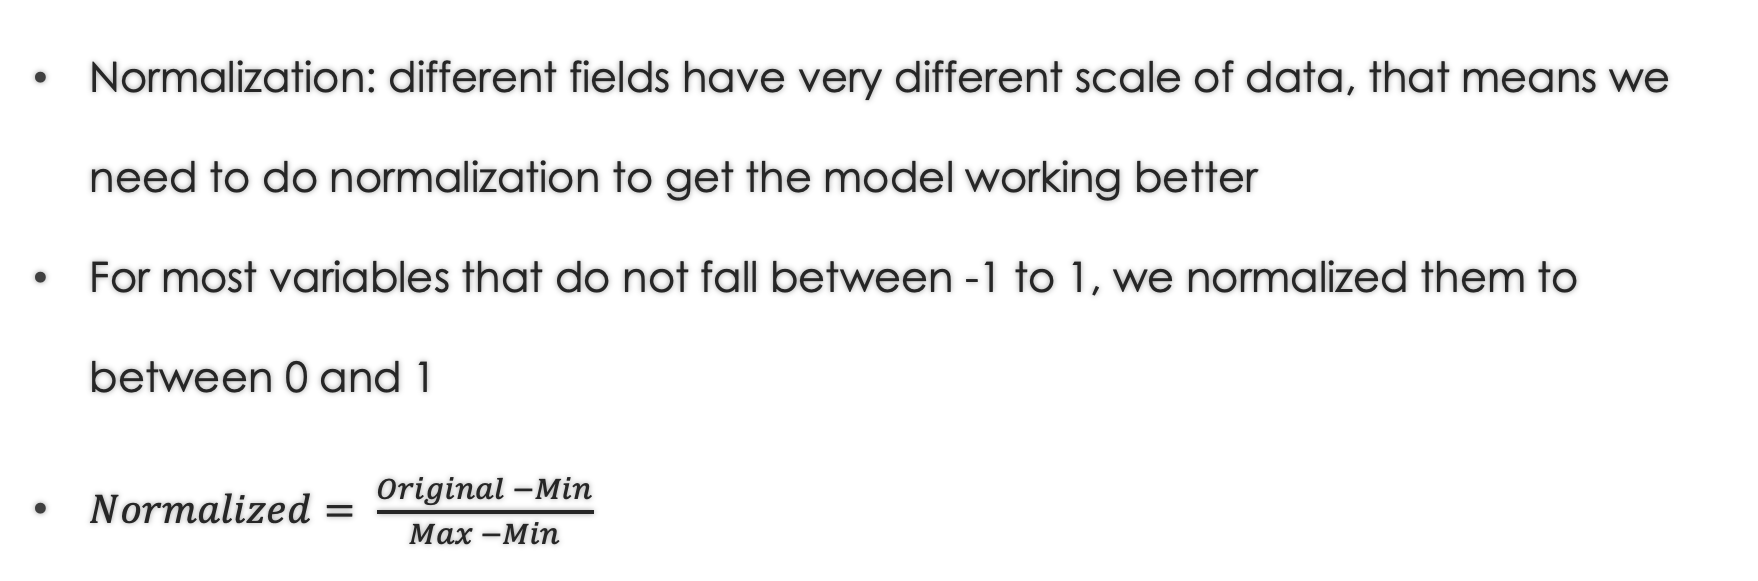 • Normalization: different fields have very different scale of data, that means we
need to do normalization to get the model working better
• For most variables that do not fall between -1 to 1, we normalized them to
between 0 and 1
• Normalized = (Original −Min) / (Max −Min)